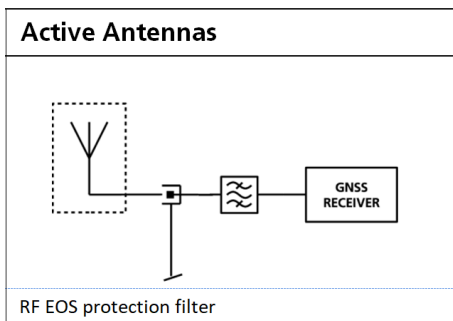 Active Antennas
GNSS
RECEIVER
RF EOS protection filter